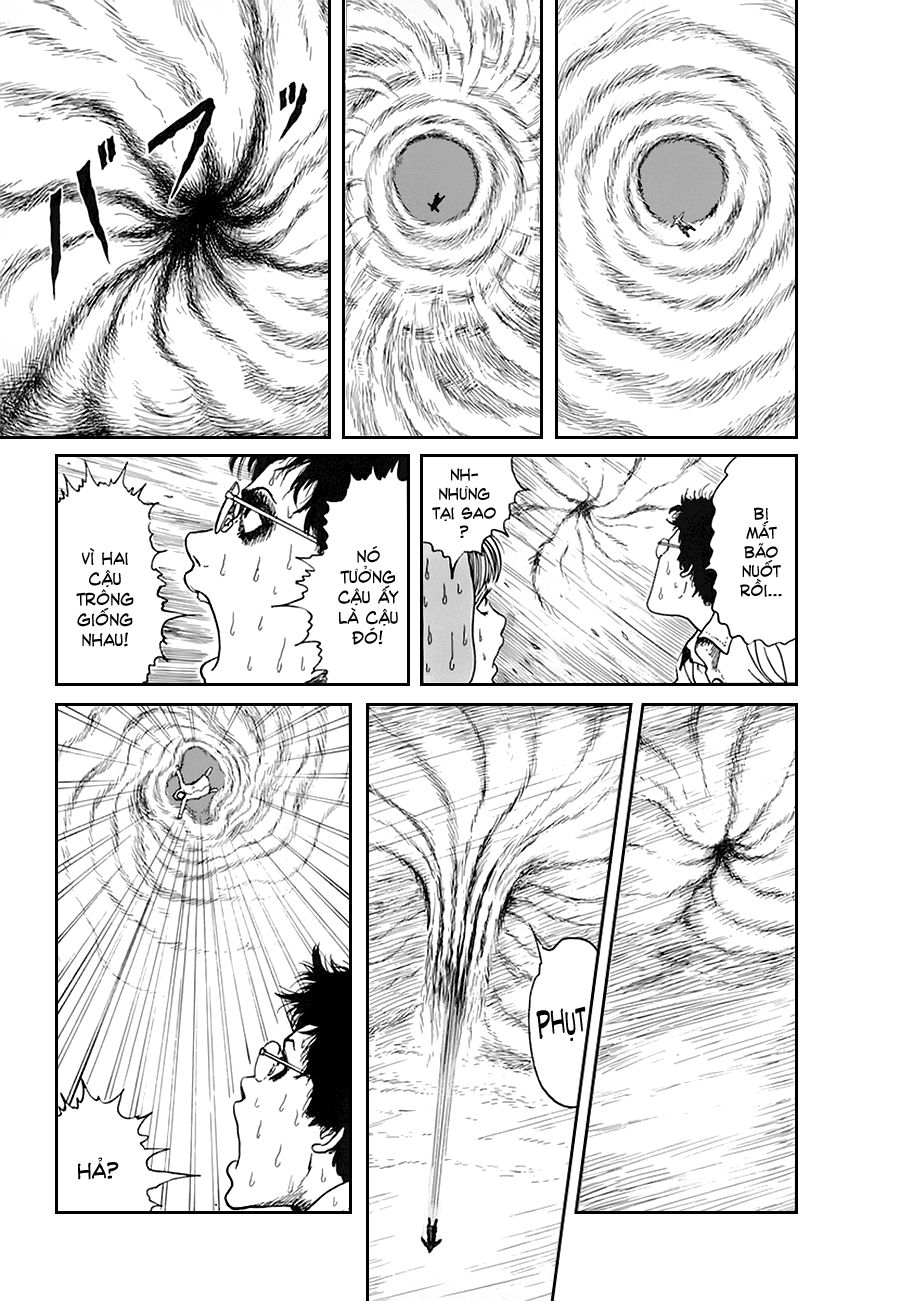 バァッ
BỊ
MẮT
BÃO
NUỐT
RỒI...
NH-
NHƯNG
TẠI SAO
?
NÓ
TƯỞNG
CẬU ẤY
LÀ CẬU
ĐÓ!
VÌ HAI
CẬU
TRÔNG
GIỐNG
NHAU!
PHỤT
HẢ?